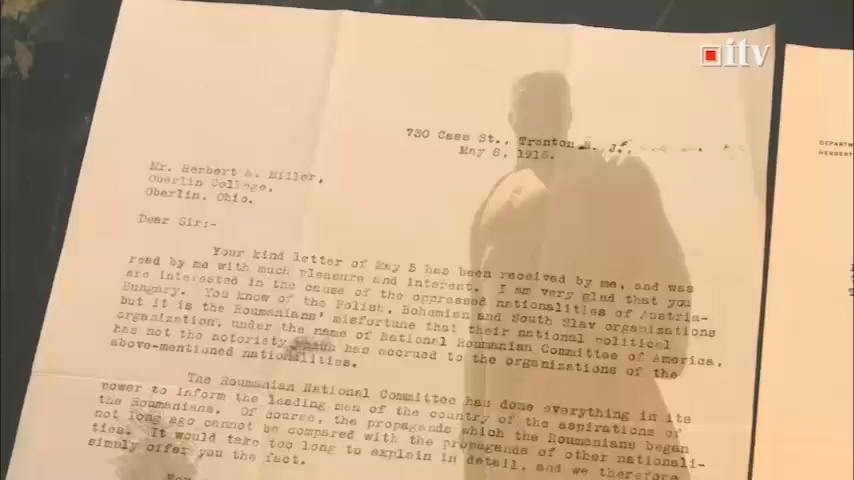 itv
730 Cass St., Trenton N. J.
May 8, 1918.
Mr. Herbert A. Miller,
Oberlin College,
Oberlin, Ohio.
Dear Sir:-
Your kind letter of May 5 has been received by me, and was
read by me with much pleasure and interest. I am very glad that you
are interested in the cause of the oppressed nationalities of Austria-
Hungary. You know of the Polish, Bohemian and South Slav organizations
but it is the Roumanians' misfortune that their national political
organization, under the name of National Roumanian Committee of America,
has not the notoriety which has accrued to the organizations of the
above-mentioned nationalities.
The Roumanian National Committee has done everything in its
power to inform the leading men of the country of the aspirations of
the Roumanians. Of course, the propaganda which the Roumanians began
not long ago cannot be compared with the propaganda of other nationali-
ties. It would take too long to explain in detail, and we therefore
simply offer you the fact.